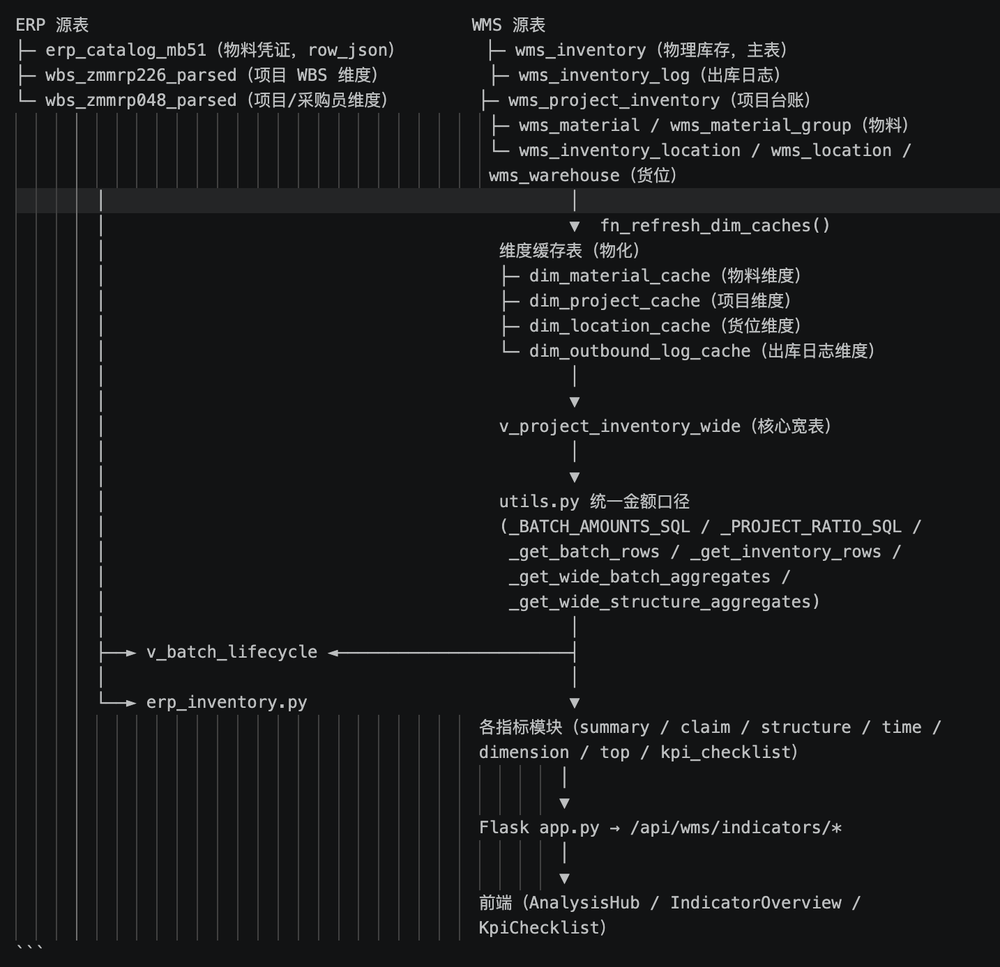 ERP 源表 WMS 源表
├─ erp_catalog_mb51（物料凭证，row_json） ├─ wms_inventory（物理库存，主表）
├─ wbs_zmmrp226_parsed（项目 WBS 维度） ├─ wms_inventory_log（出库日志）
└─ wbs_zmmrp048_parsed（项目/采购员维度） ├─ wms_project_inventory（项目台账）
├─ wms_material / wms_material_group（物料）
└─ wms_inventory_location / wms_location /
wms_warehouse（货位）
│ │
│ ▼ fn_refresh_dim_caches()
│ 维度缓存表（物化）
│ ├─ dim_material_cache（物料维度）
│ ├─ dim_project_cache（项目维度）
│ ├─ dim_location_cache（货位维度）
│ └─ dim_outbound_log_cache（出库日志维度）
│ │
│ ▼
│ v_project_inventory_wide（核心宽表）
│ │
│ ▼
│ utils.py 统一金额口径
│ (_BATCH_AMOUNTS_SQL / _PROJECT_RATIO_SQL /
│ _get_batch_rows / _get_inventory_rows /
│ _get_wide_batch_aggregates /
│ _get_wide_structure_aggregates)
│ │
├──► v_batch_lifecycle ◄───────────────────────┤
│ │
└──► erp_inventory.py ▼
各指标模块（summary / claim / structure / time /
dimension / top / kpi_checklist）
│
▼
Flask app.py → /api/wms/indicators/*
│
▼
前端（AnalysisHub / IndicatorOverview /
KpiChecklist）
```